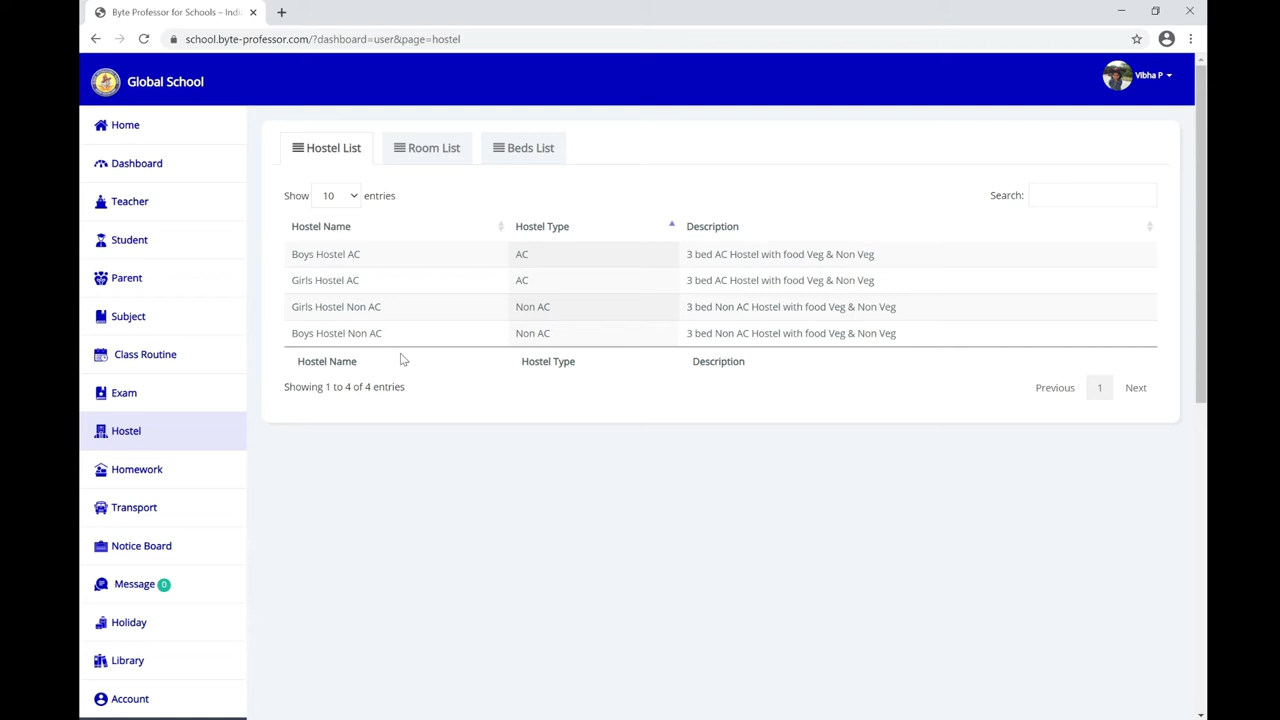 Byte Professor for Schools – Indi
school.byte-professor.com/?dashboard=user&page=hostel
Global School
Vibha P
Home
Dashboard
Teacher
Student
Parent
Subject
Class Routine
Exam
Hostel
Homework
Transport
Notice Board
Message 0
Holiday
Library
Account
Hostel List Room List Beds List
Show 10 entries Search:
Hostel Name Hostel Type Description
Boys Hostel AC AC 3 bed AC Hostel with food Veg & Non Veg
Girls Hostel AC AC 3 bed AC Hostel with food Veg & Non Veg
Girls Hostel Non AC Non AC 3 bed Non AC Hostel with food Veg & Non Veg
Boys Hostel Non AC Non AC 3 bed Non AC Hostel with food Veg & Non Veg
Hostel Name Hostel Type Description
Showing 1 to 4 of 4 entries Previous 1 Next